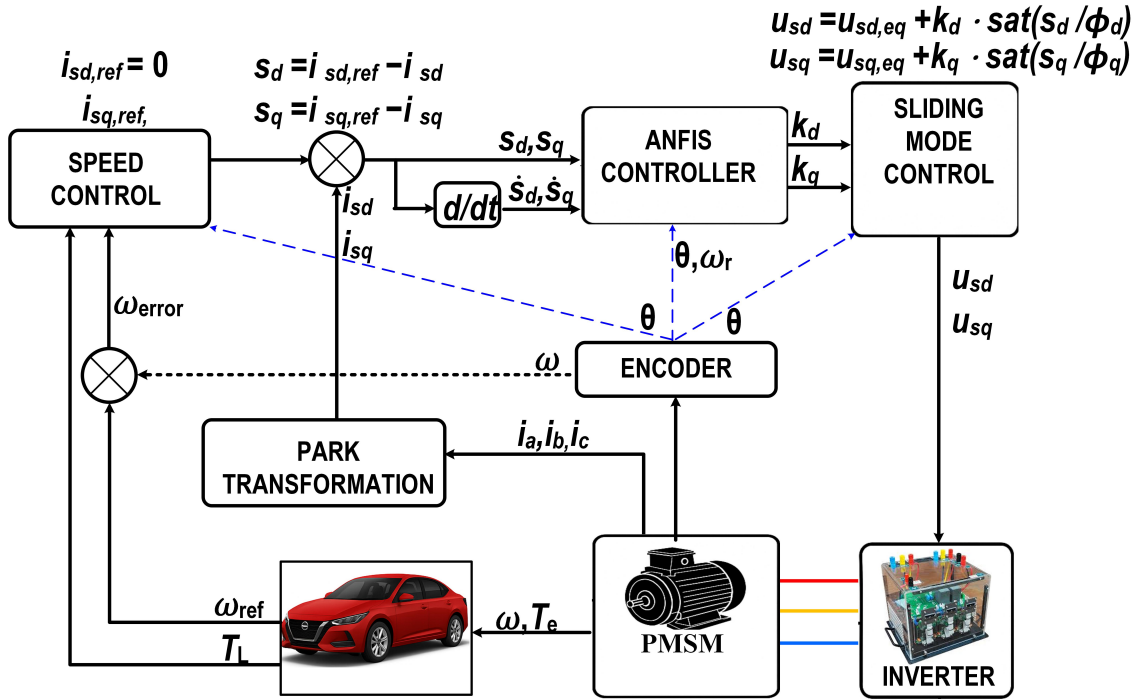 u_sd = u_sd,eq + k_d · sat(s_d /ϕ_d)
u_sq = u_sq,eq + k_q · sat(s_q /ϕ_q)
i_sd,ref = 0
i_sq,ref,
s_d = i_sd,ref − i_sd
s_q = i_sq,ref − i_sq
SPEED
CONTROL
s_d,s_q
d/dt
ṡ_d,ṡ_q
ANFIS
CONTROLLER
k_d
k_q
SLIDING
MODE
CONTROL
i_sd
i_sq
θ,ω_r
θ
θ
u_sd
u_sq
ω_error
ω
ENCODER
PARK
TRANSFORMATION
i_a,i_b,i_c
ω_ref
T_L
ω,T_e
PMSM
INVERTER